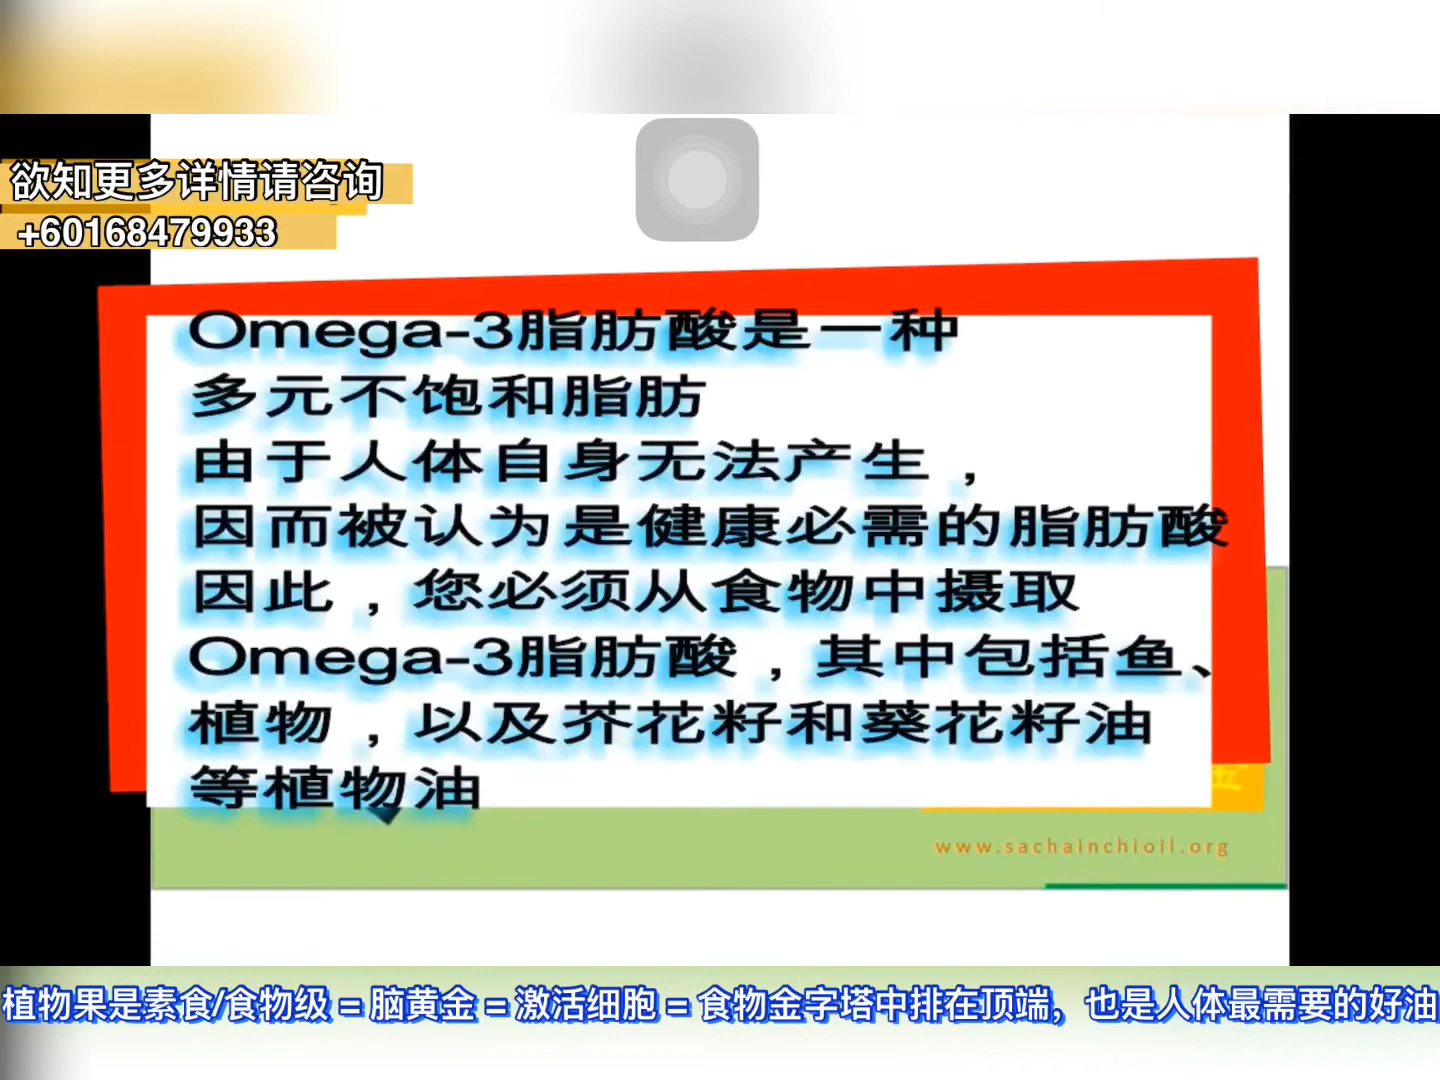 欲知更多详情请咨询
+60168479933
Omega-3脂肪酸是一种
多元不饱和脂肪
由于人体自身无法产生，
因而被认为是健康必需的脂肪酸
因此，您必须从食物中摄取
Omega-3脂肪酸，其中包括鱼、
植物，以及芥花籽和葵花籽油
等植物油
金
www.sachainchioil.org
植物果是素食/食物级 = 脑黄金 = 激活细胞 = 食物金字塔中排在顶端，也是人体最需要的好油